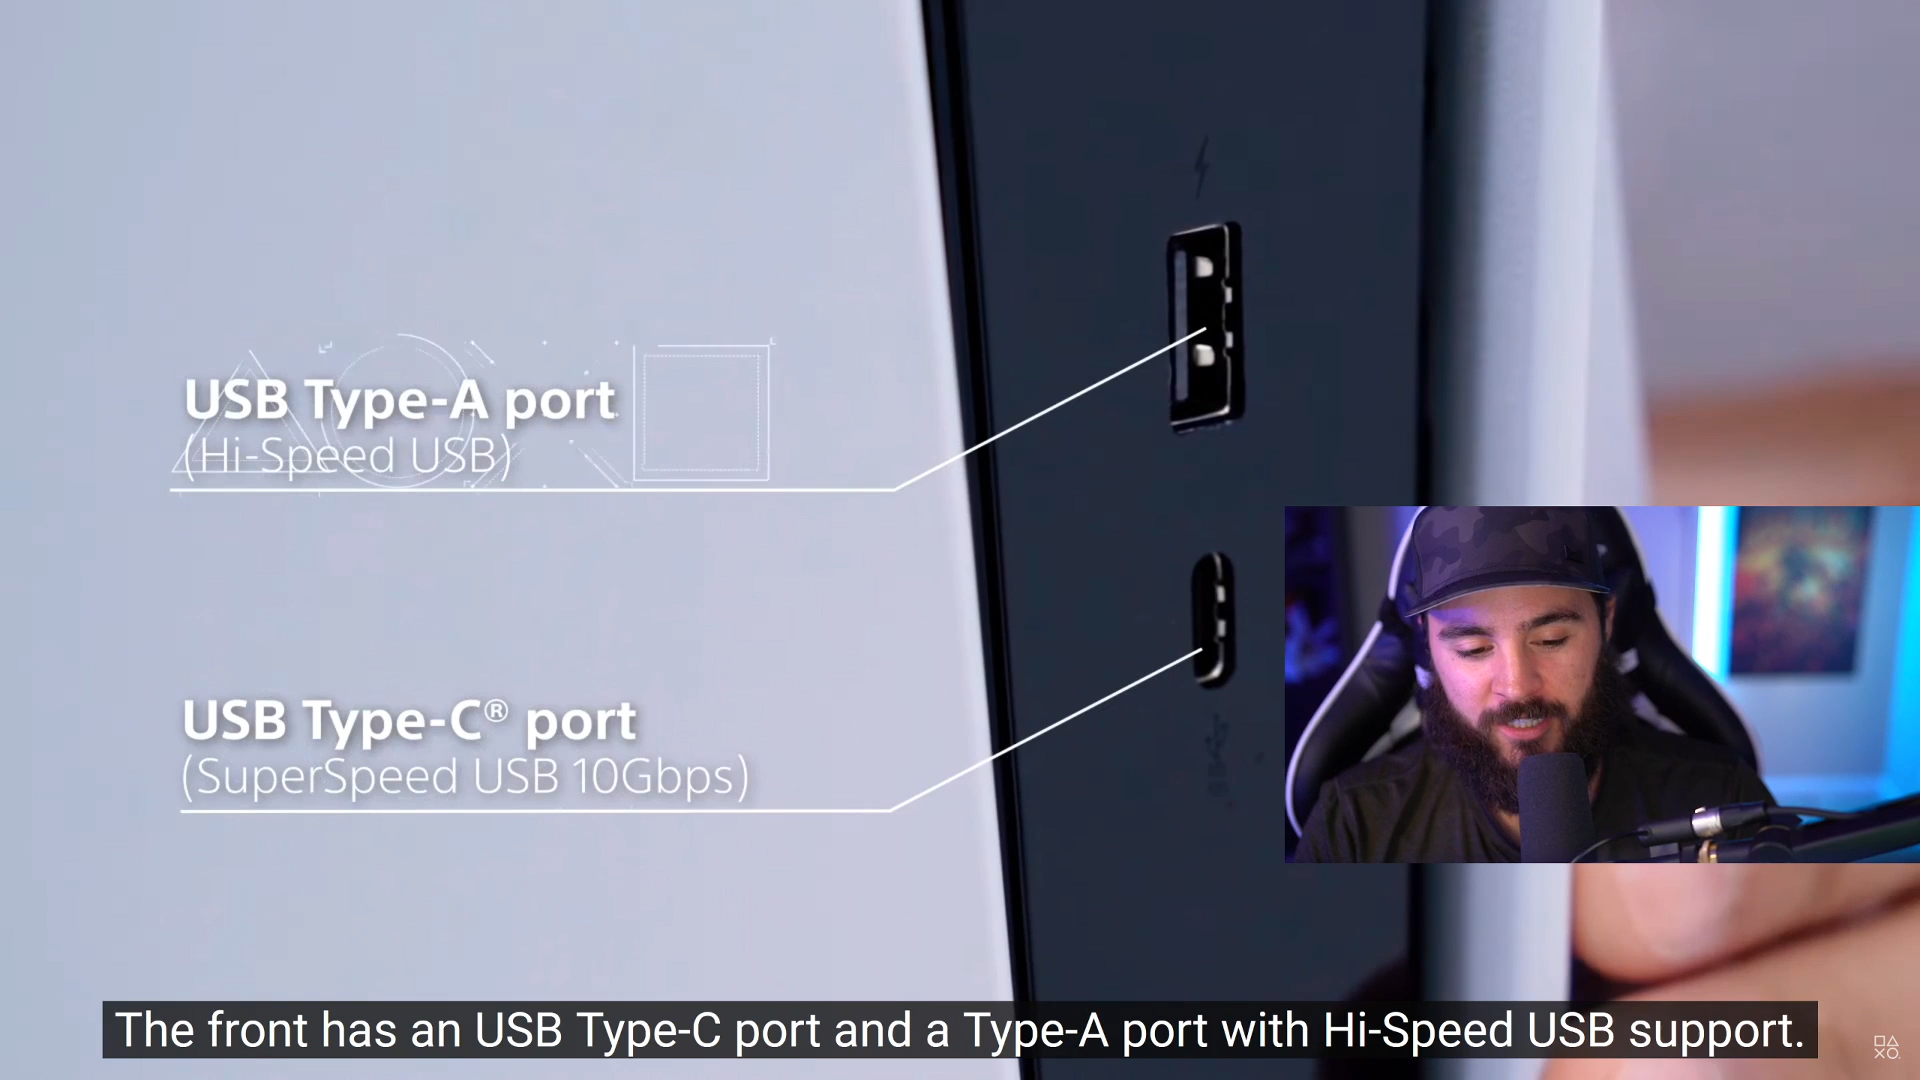 USB Type-A port
(Hi-Speed USB)
USB Type-C® port
(SuperSpeed USB 10Gbps)
The front has an USB Type-C port and a Type-A port with Hi-Speed USB support.